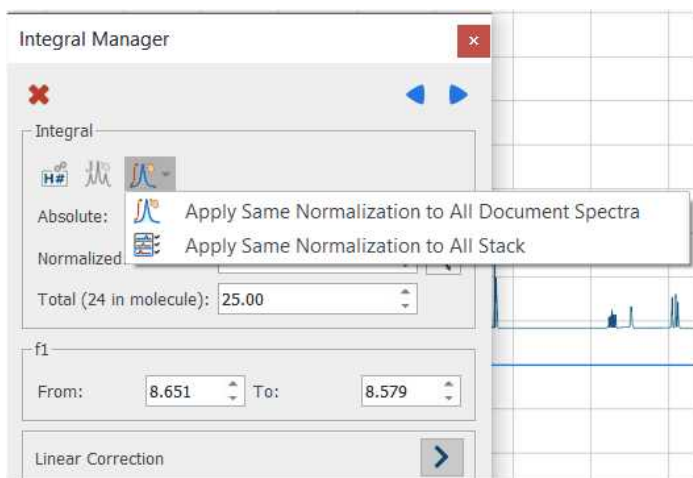 Integral Manager
Integral
H#
Apply Same Normalization to All Document Spectra
Absolute:
Apply Same Normalization to All Stack
Normalized
Total (24 in molecule): 25.00
f1
From: 8.651 To: 8.579
Linear Correction